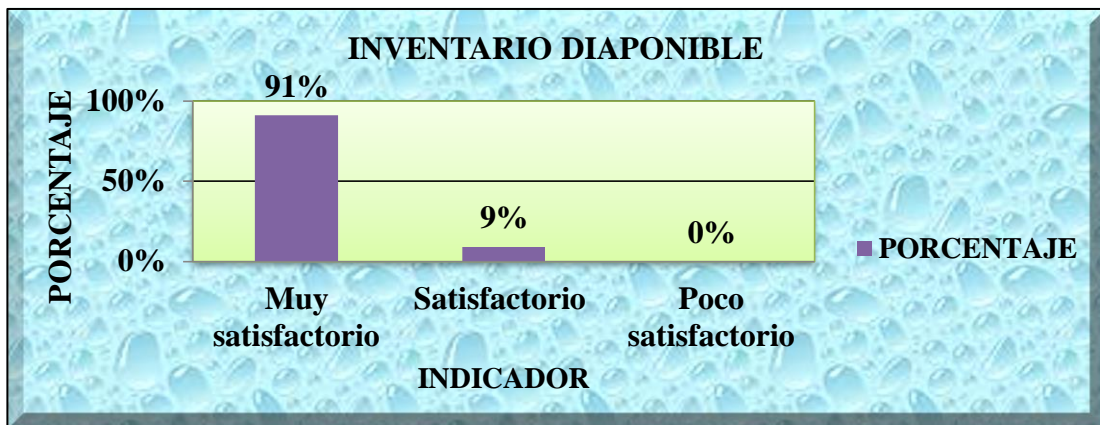 INVENTARIO DIAPONIBLE
PORCENTAJE
100%
50%
0%
91%
9%
0%
Muy
satisfactorio
Satisfactorio
Poco
satisfactorio
INDICADOR
PORCENTAJE